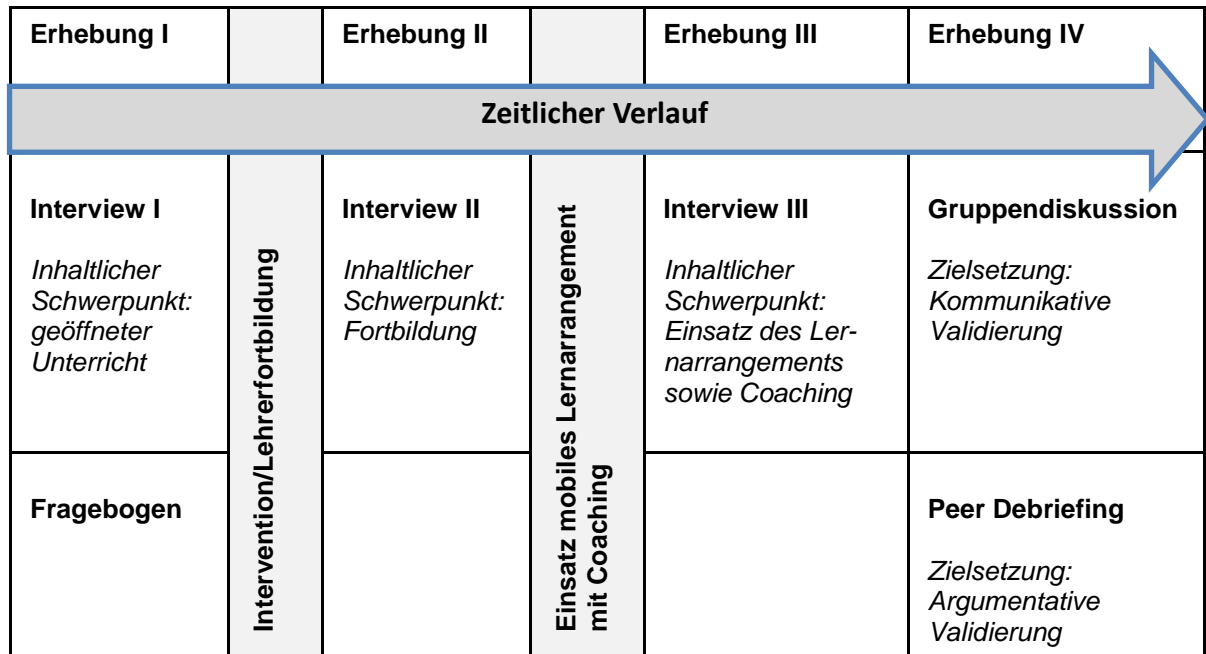 Erhebung I
Erhebung II
Erhebung III
Erhebung IV
Zeitlicher Verlauf
Interview I
Inhaltlicher
Schwerpunkt:
geöffneter
Unterricht
Intervention/Lehrerfortbildung
Interview II
Inhaltlicher
Schwerpunkt:
Fortbildung
Einsatz mobiles Lernarrangement
mit Coaching
Interview III
Inhaltlicher
Schwerpunkt:
Einsatz des Ler-
narrangements
sowie Coaching
Gruppendiskussion
Zielsetzung:
Kommunikative
Validierung
Fragebogen
Peer Debriefing
Zielsetzung:
Argumentative
Validierung